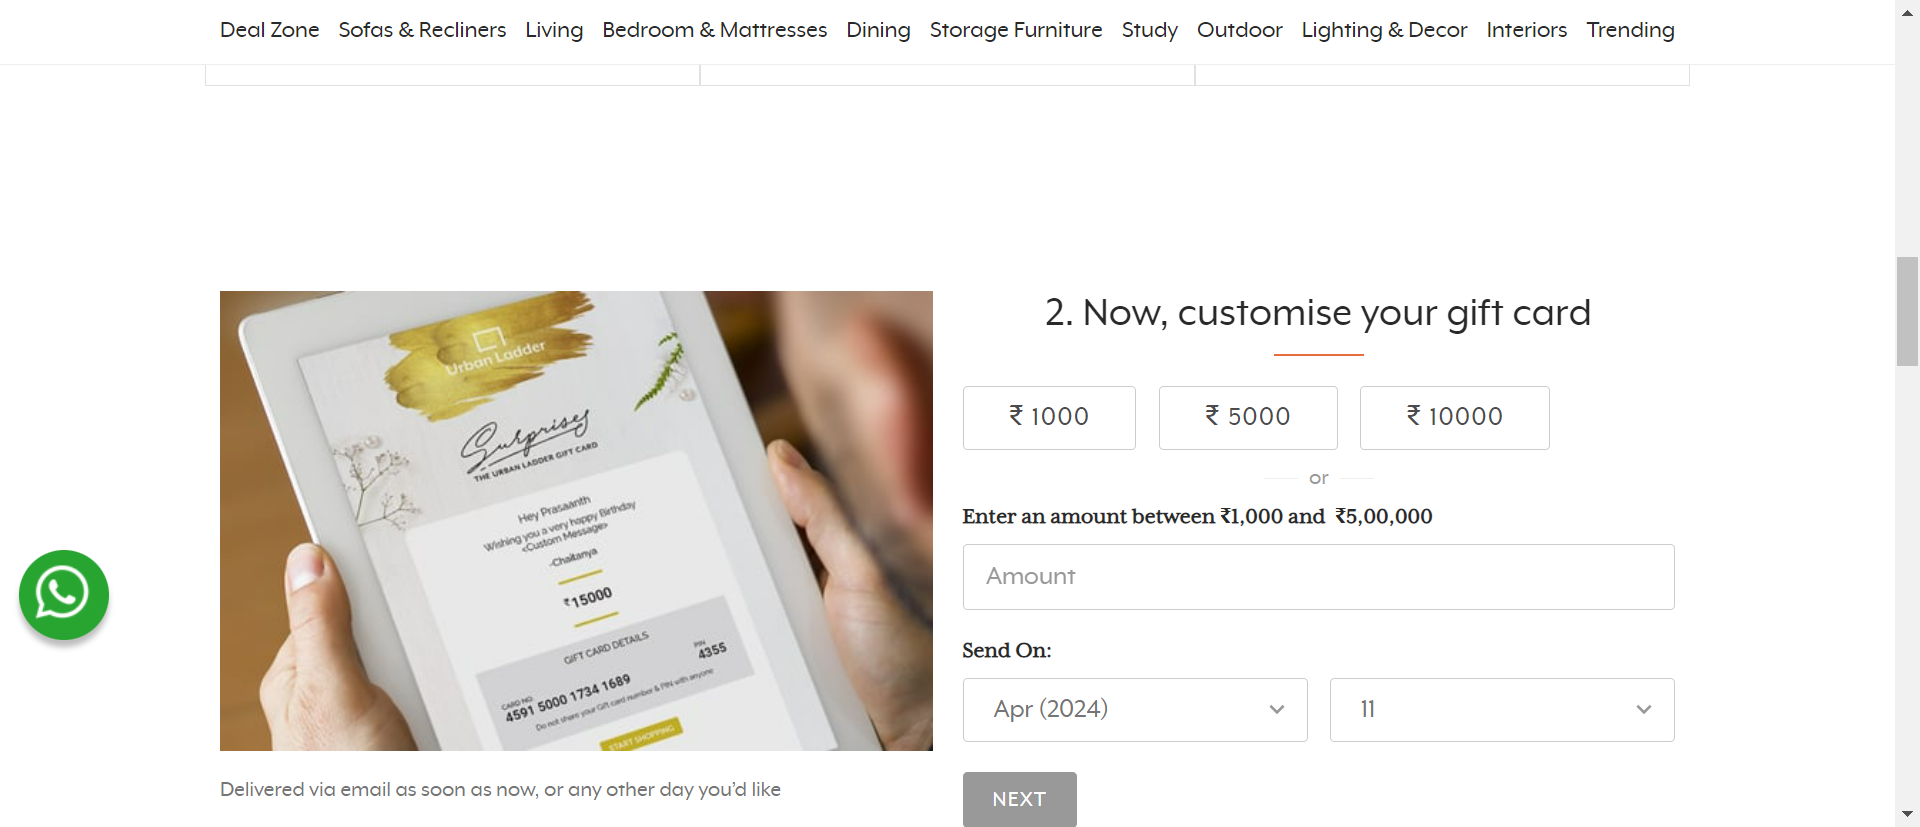 Deal Zone Sofas & Recliners Living Bedroom & Mattresses Dining Storage Furniture Study Outdoor Lighting & Decor Interiors Trending
Urban Ladder
Surprises
THE URBAN LADDER GIFT CARD
Hey Prasaanth
Wishing you a very happy Birthday
<Custom Message>
-Chaitanya
₹15000
GIFT CARD DETAILS
CARD NO. PIN
4591 5000 1734 1689 4355
Do not share your Gift card number & PIN with anyone
START SHOPPING
Delivered via email as soon as now, or any other day you’d like
2. Now, customise your gift card
₹ 1000 ₹ 5000 ₹ 10000
or
Enter an amount between ₹1,000 and ₹5,00,000
Amount
Send On:
Apr (2024) 11
NEXT